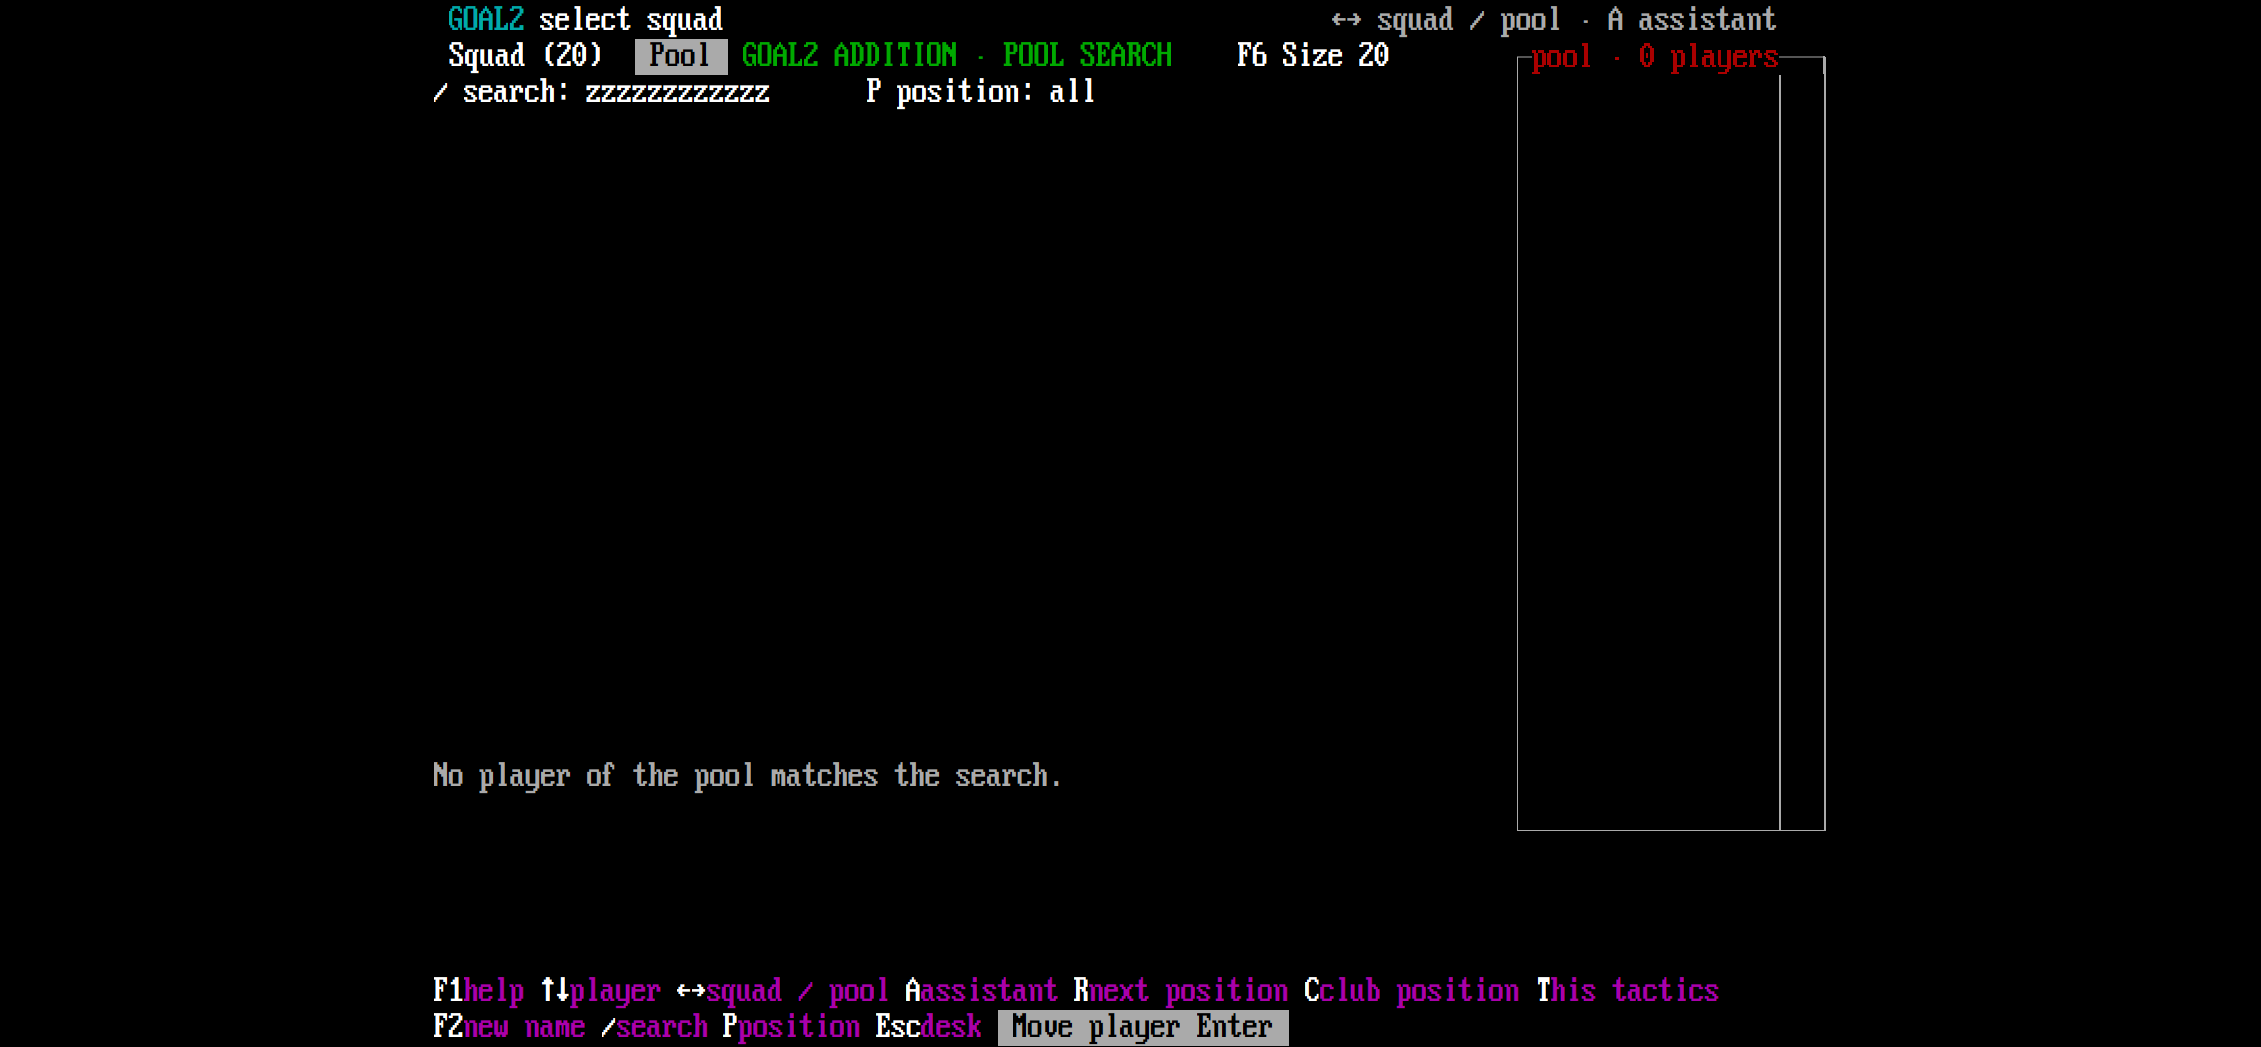 GOAL2 select squad ↔ squad / pool · A assistant
Squad (20) Pool GOAL2 ADDITION · POOL SEARCH F6 Size 20 pool · 0 players
/ search: zzzzzzzzzzzz P position: all
No player of the pool matches the search.
F1help ↑↓player ↔squad / pool Aassistant Rnext position Cclub position This tactics
F2new name /search Pposition Escdesk Move player Enter